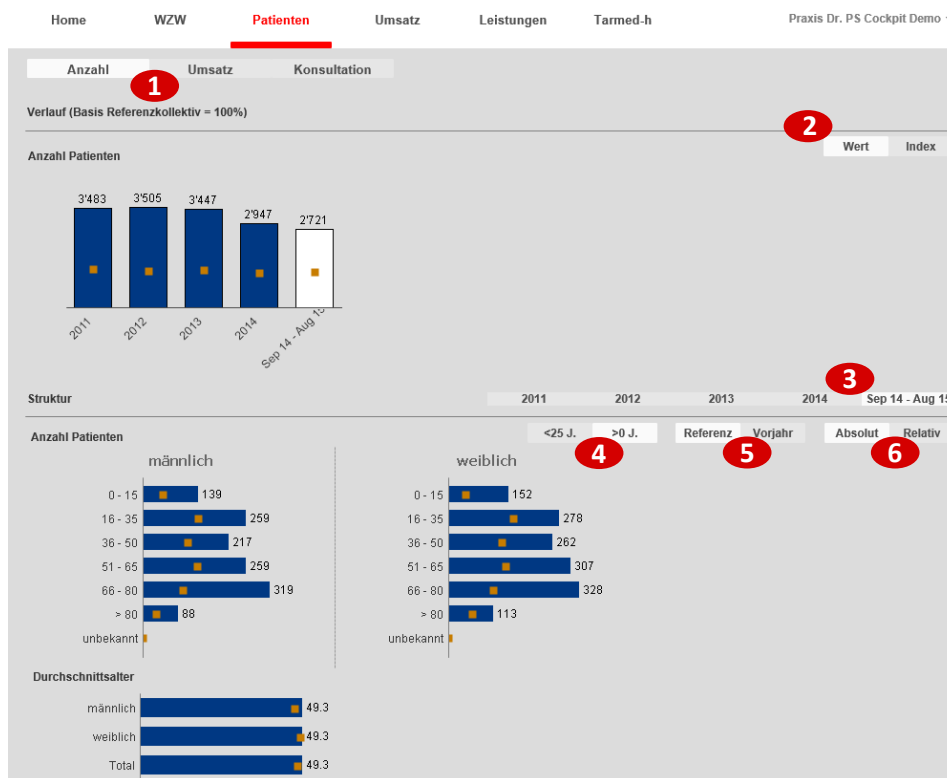 Home WZW Patienten Umsatz Leistungen Tarmed-h Praxis Dr. PS Cockpit Demo
Anzahl Umsatz Konsultation
1
Verlauf (Basis Referenzkollektiv = 100%)
2
Wert Index
Anzahl Patienten
3'483 3'505 3'447 2'947 2'721
2011 2012 2013 2014 Sep 14 - Aug 15
3
Struktur 2011 2012 2013 2014 Sep 14 - Aug 15
Anzahl Patienten <25 J. >0 J. Referenz Vorjahr Absolut Relativ
4 5 6
männlich weiblich
0 - 15 139 0 - 15 152
16 - 35 259 16 - 35 278
36 - 50 217 36 - 50 262
51 - 65 259 51 - 65 307
66 - 80 319 66 - 80 328
> 80 88 > 80 113
unbekannt unbekannt
Durchschnittsalter
männlich 49.3
weiblich 49.3
Total 49.3